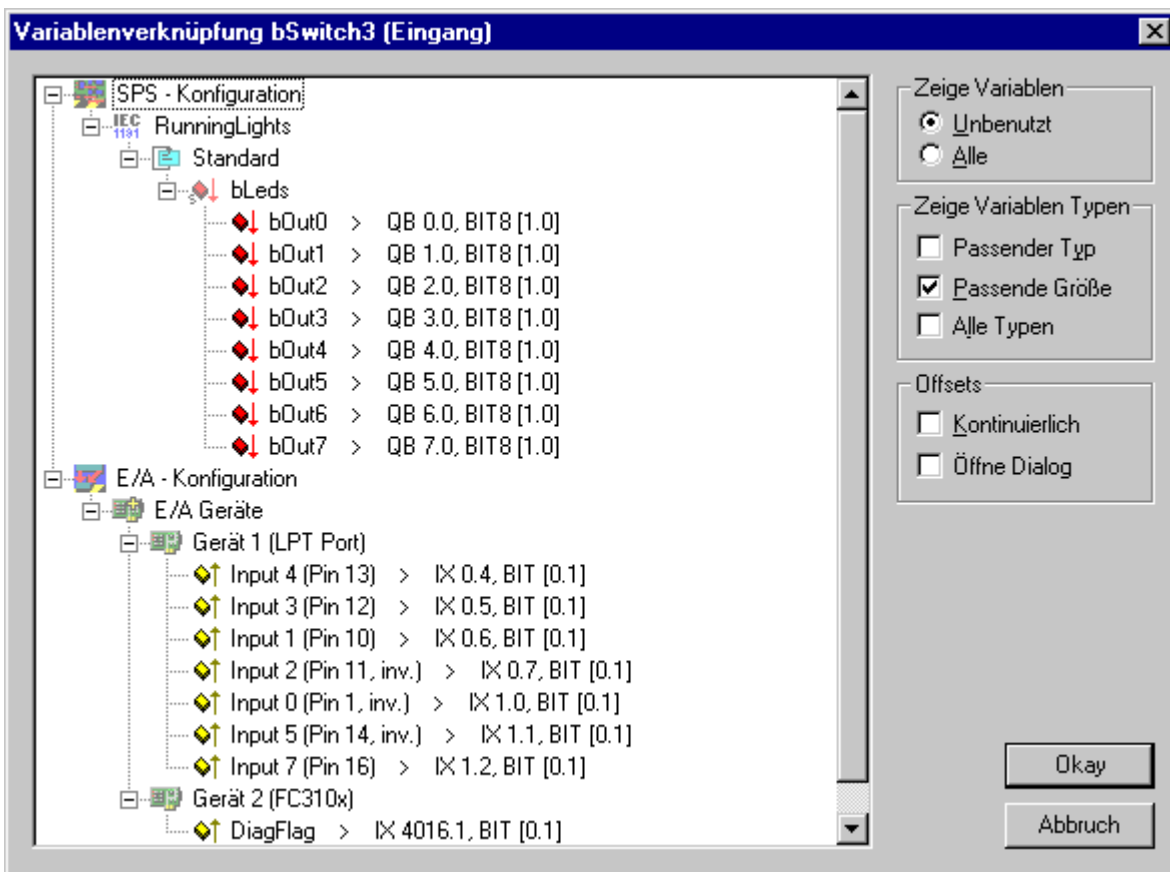 Variablenverknüpfung bSwitch3 (Eingang)
SPS - Konfiguration
IEC
1131
RunningLights
Standard
bLeds
bOut0 > QB 0.0, BIT8 [1.0]
bOut1 > QB 1.0, BIT8 [1.0]
bOut2 > QB 2.0, BIT8 [1.0]
bOut3 > QB 3.0, BIT8 [1.0]
bOut4 > QB 4.0, BIT8 [1.0]
bOut5 > QB 5.0, BIT8 [1.0]
bOut6 > QB 6.0, BIT8 [1.0]
bOut7 > QB 7.0, BIT8 [1.0]
E/A - Konfiguration
E/A Geräte
Gerät 1 (LPT Port)
Input 4 (Pin 13) > IX 0.4, BIT [0.1]
Input 3 (Pin 12) > IX 0.5, BIT [0.1]
Input 1 (Pin 10) > IX 0.6, BIT [0.1]
Input 2 (Pin 11, inv.) > IX 0.7, BIT [0.1]
Input 0 (Pin 1, inv.) > IX 1.0, BIT [0.1]
Input 5 (Pin 14, inv.) > IX 1.1, BIT [0.1]
Input 7 (Pin 16) > IX 1.2, BIT [0.1]
Gerät 2 (FC310x)
DiagFlag > IX 4016.1, BIT [0.1]
Zeige Variablen
Unbenutzt
Alle
Zeige Variablen Typen
Passender Typ
Passende Größe
Alle Typen
Offsets
Kontinuierlich
Öffne Dialog
Okay
Abbruch